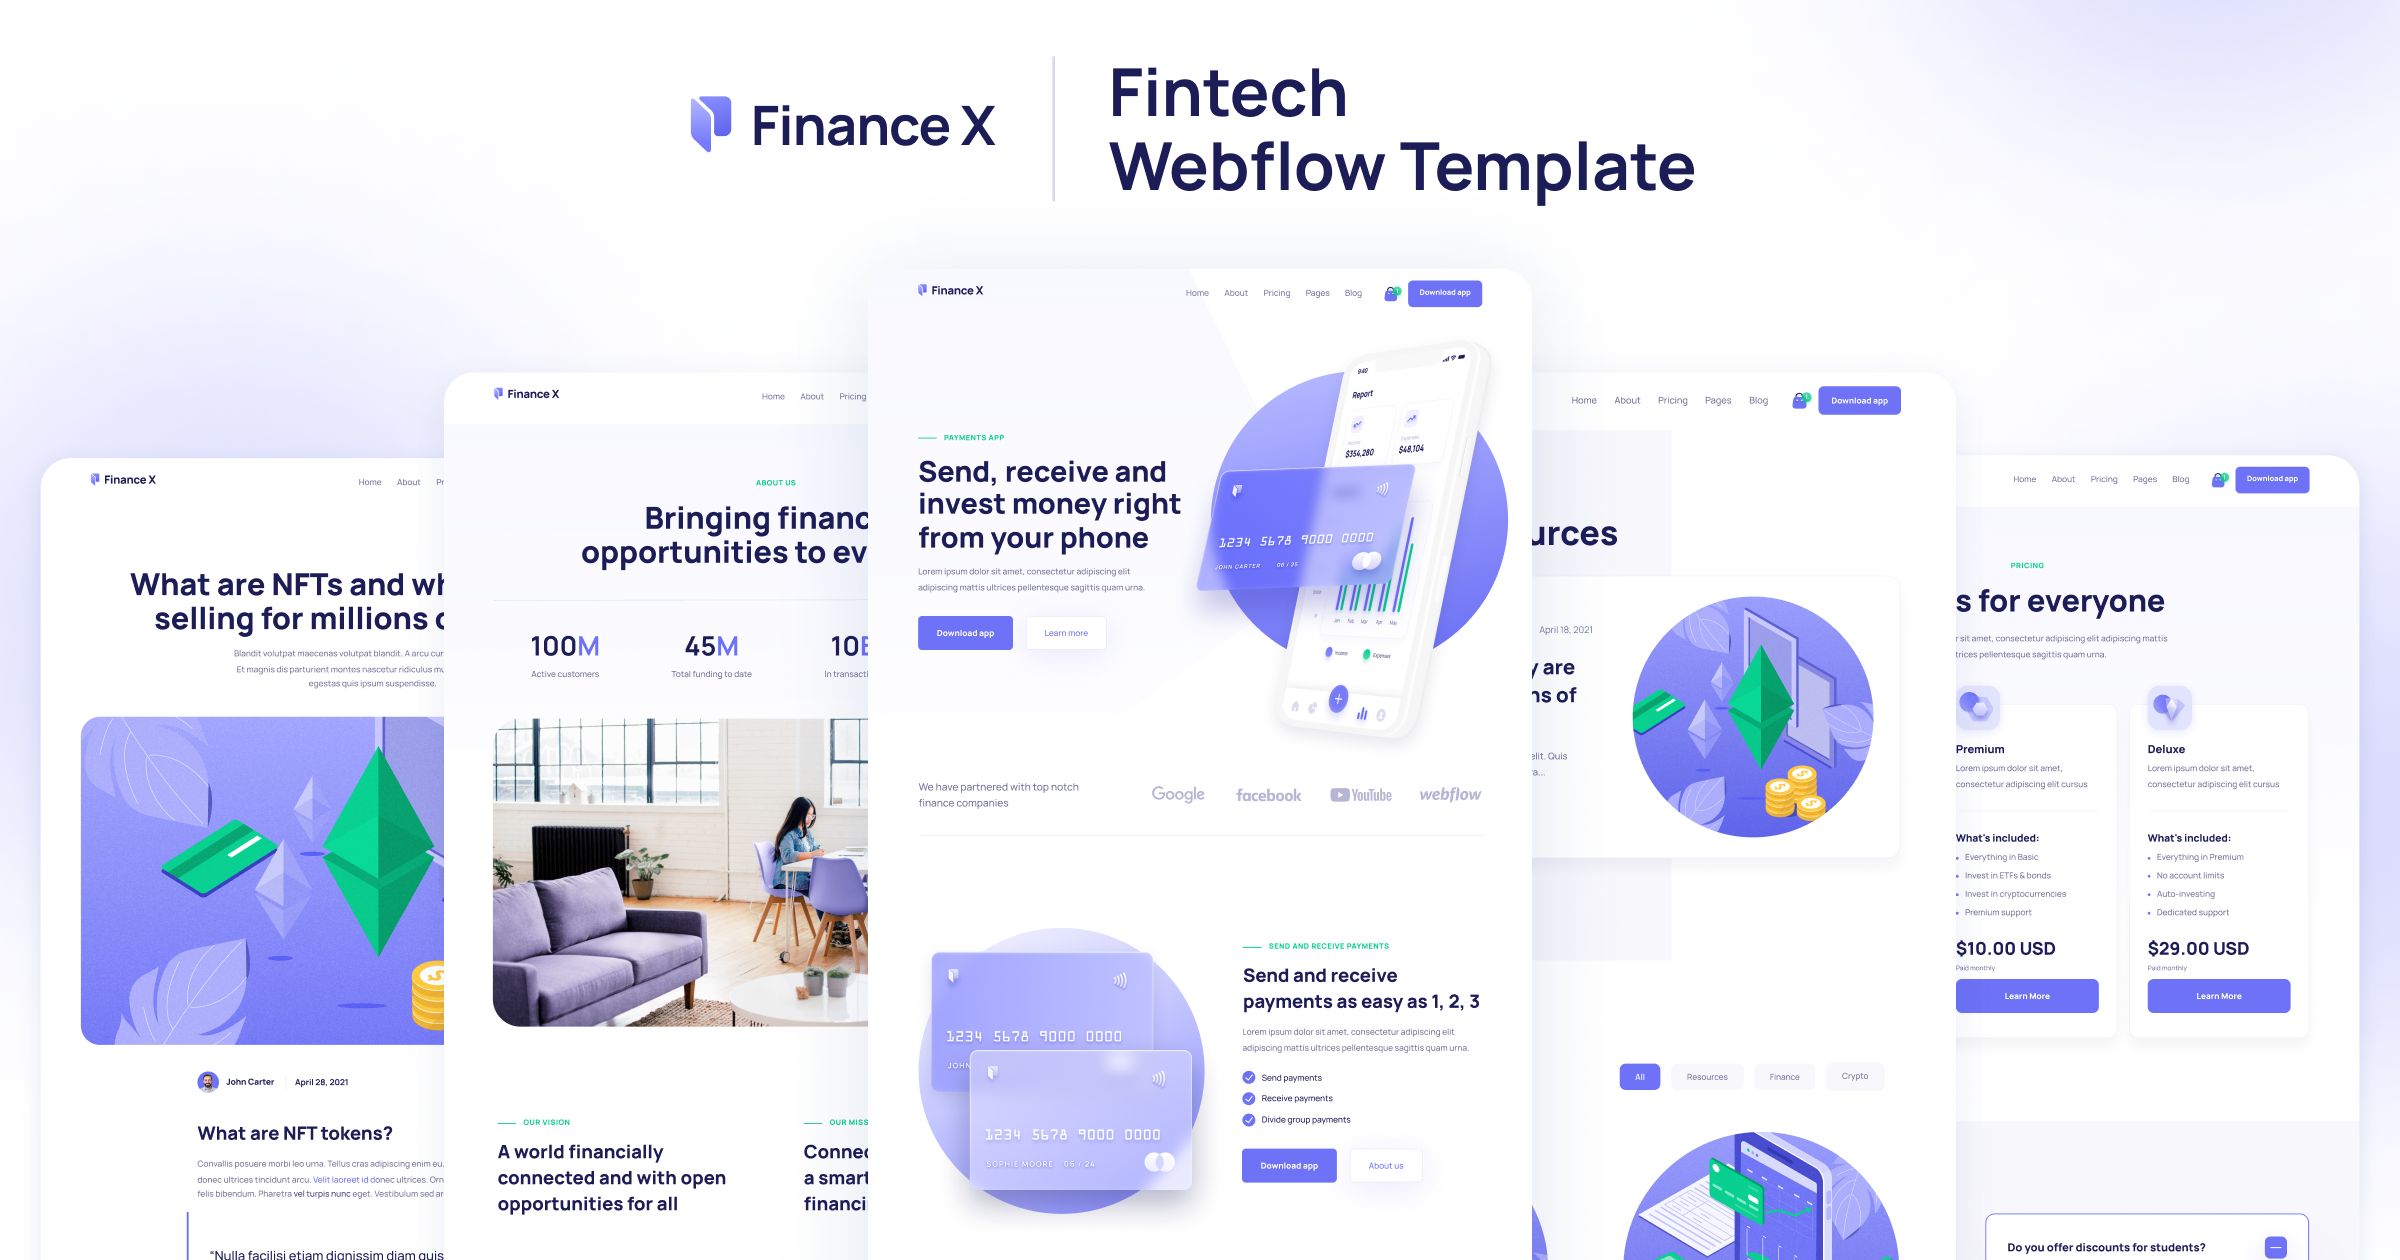 Finance X
Fintech
Webflow Template
Finance X
Home About
What are NFTs and
selling for millions
Blandit volutpat maecenas volutpat blandit. A arcu
Et magnis dis parturient montes nascetur ridiculus
egestas quis ipsum suspendisse.
John Carter
April 28, 2021
What are NFT tokens?
Convallis posuere morbi leo urna. Tellus cras adipiscing enim eu.
donec ultrices tincidunt arcu. Velit laoreet id donec ultrices.
felis bibendum. Pharetra vel turpis nunc eget. Vestibulum sed
“Nulla facilisi etiam dignissim diam quis
Finance X
Home About Pricing
ABOUT US
Bringing
opportunities to
100M
Active customers
45M
Total funding to date
10
In
OUR VISION
A world financially
connected and with open
opportunities for all
OUR
a smart
Finance X
Home About Pricing Pages Blog
1
Download app
PAYMENTS APP
Send, receive and
invest money right
from your phone
Lorem ipsum dolor sit amet, consectetur adipiscing elit
adipiscing mattis ultrices pellentesque sagittis quam urna.
Download app
Learn more
9:40
Report
Income
$354,280
Expenses
$48,104
1234 5678 9000 0000
JOHN CARTER 06 / 25
Jan Feb Mar Apr May
Income Expenses
We have partnered with top notch
finance companies
Google
facebook
YouTube
webflow
1234 5678 9000 0000
JOHN
1234 5678 9000 0000
SOPHIE MOORE 06 / 24
SEND AND RECEIVE PAYMENTS
Send and receive
payments as easy as 1, 2, 3
Lorem ipsum dolor sit amet, consectetur adipiscing elit
adipiscing mattis ultrices pellentesque sagittis quam urna.
Send payments
Receive payments
Divide group payments
Download app
About us
Home About Pricing Pages Blog
1
Download app
urces
April 18, 2021
y are
ns of
elit. Quis
All
Resources
Finance
Crypto
Home About Pricing Pages Blog
1
Download app
PRICING
s for everyone
r sit amet, consectetur adipiscing elit adipiscing mattis
trices pellentesque sagittis quam urna.
Premium
Lorem ipsum dolor sit amet,
consectetur adipiscing elit cursus
What's included:
Everything in Basic
Invest in ETFs & bonds
Invest in cryptocurrencies
Premium support
$10.00 USD
Paid monthly
Learn More
Deluxe
Lorem ipsum dolor sit amet,
consectetur adipiscing elit cursus
What's included:
Everything in Premium
No account limits
Auto-investing
Dedicated support
$29.00 USD
Paid monthly
Learn More
Do you offer discounts for students?